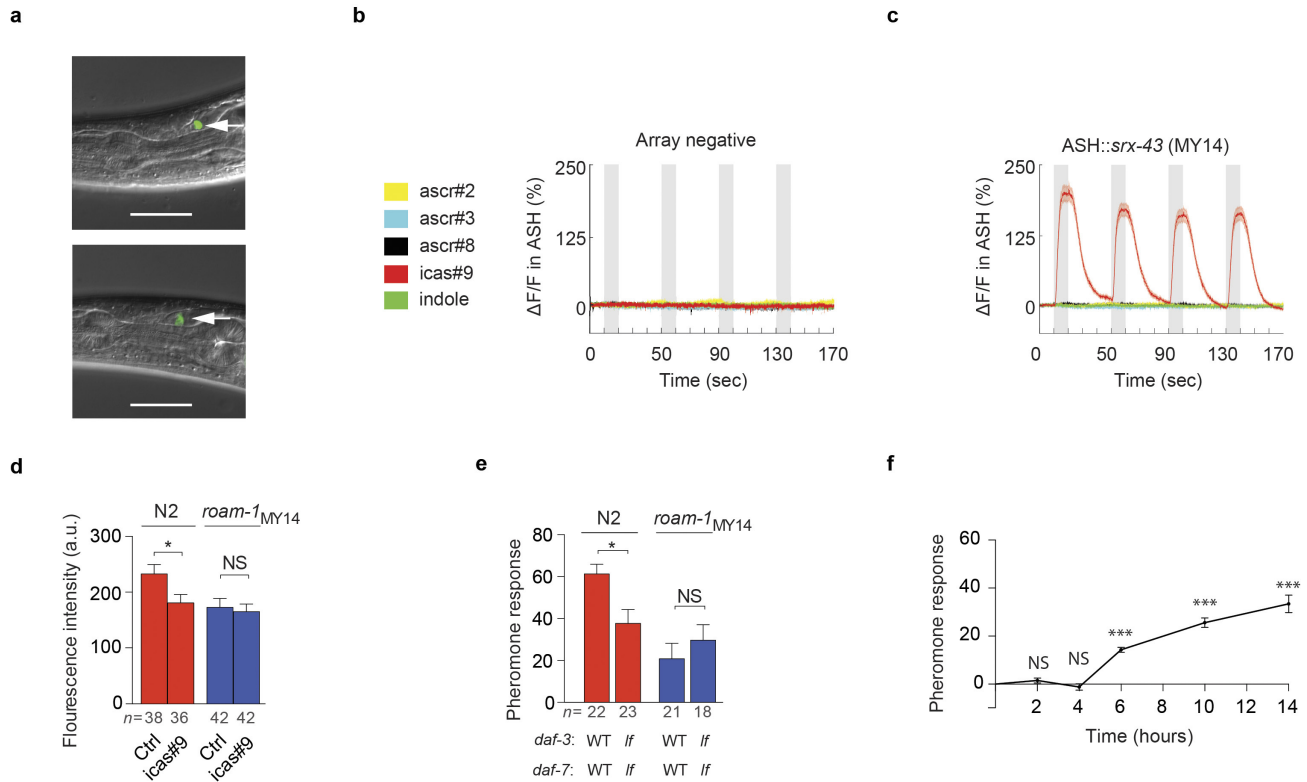 a
b
c
Array negative
ASH::srx-43 (MY14)
ascr#2
ascr#3
ascr#8
icas#9
indole
ΔF/F in ASH (%)
250
125
0
0 50 90 130 170
Time (sec)
ΔF/F in ASH (%)
250
125
0
0 50 90 130 170
Time (sec)
d
e
f
N2 roam-1MY14
Flourescence intensity (a.u.)
300
200
100
0
*
NS
n= 38 36 42 42
Ctrl icas#9 Ctrl icas#9
N2 roam-1MY14
Pheromone response
80
60
40
20
0
*
NS
n= 22 23 21 18
daf-3: WT lf WT lf
daf-7: WT lf WT lf
Pheromone response
60
40
20
0
NS NS *** *** ***
2 4 6 8 10 12 14
Time (hours)